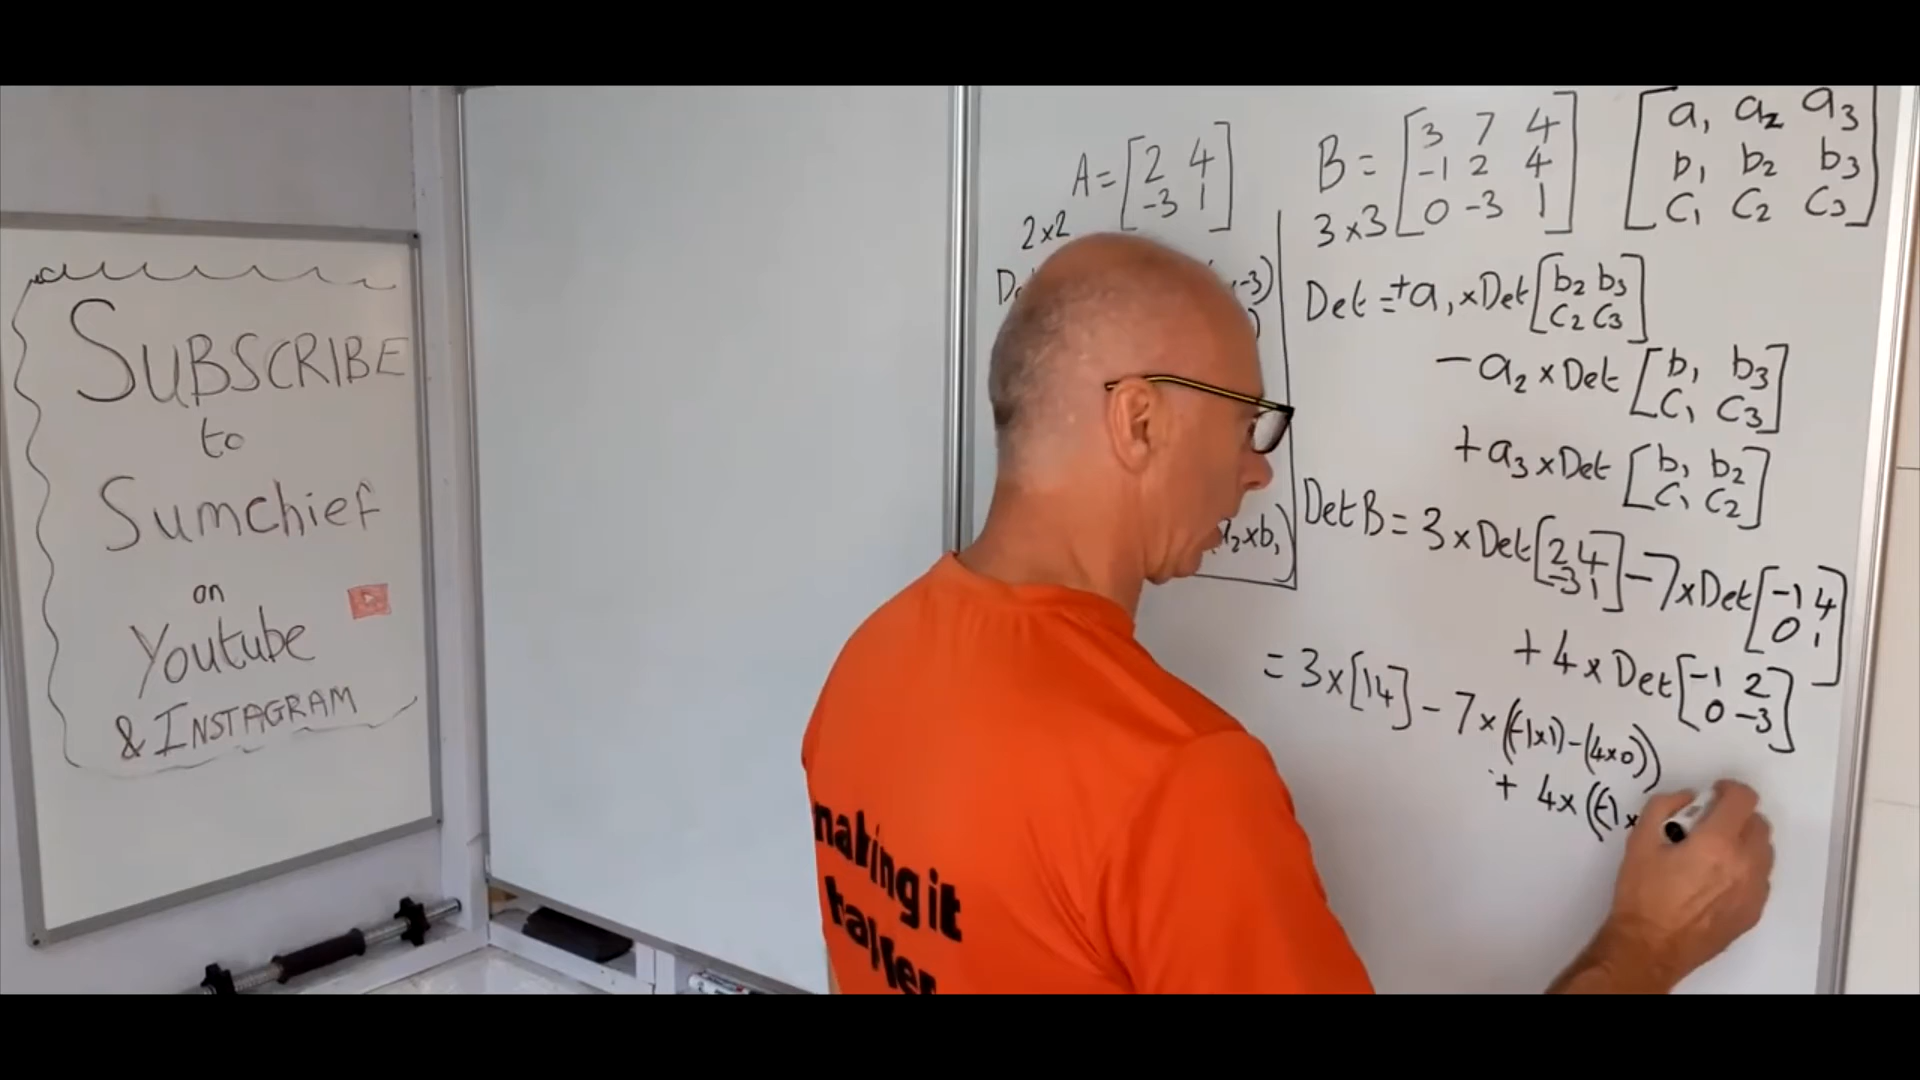 SUBSCRIBE
to
Sumchief
on
Youtube
& INSTAGRAM
A = [2 4
-3 1]
2x2
B = [3 7 4
-1 2 4
0 -3 1]
3x3
[a₁ a₂ a₃
b₁ b₂ b₃
c₁ c₂ c₃]
-3)
a₂xb₁)
Det = +a₁ x Det [b₂ b₃
c₂ c₃]
- a₂ x Det [b₁ b₃
c₁ c₃]
+ a₃ x Det [b₁ b₂
c₁ c₂]
Det B = 3 x Det [2 4
-3 1] - 7 x Det [-1 4
0 1]
+ 4 x Det [-1 2
0 -3]
= 3 x [14] - 7 x ((-1x1) - (4x0))
+ 4 x ((-1x
making it